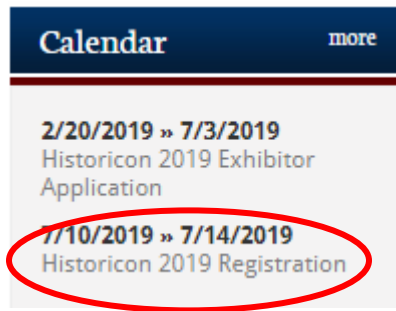 Calendar more
2/20/2019 » 7/3/2019
Historicon 2019 Exhibitor
Application
7/10/2019 » 7/14/2019
Historicon 2019 Registration